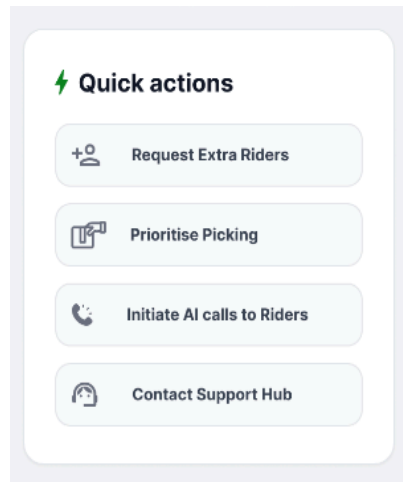 Quick actions
Request Extra Riders
Prioritise Picking
Initiate AI calls to Riders
Contact Support Hub